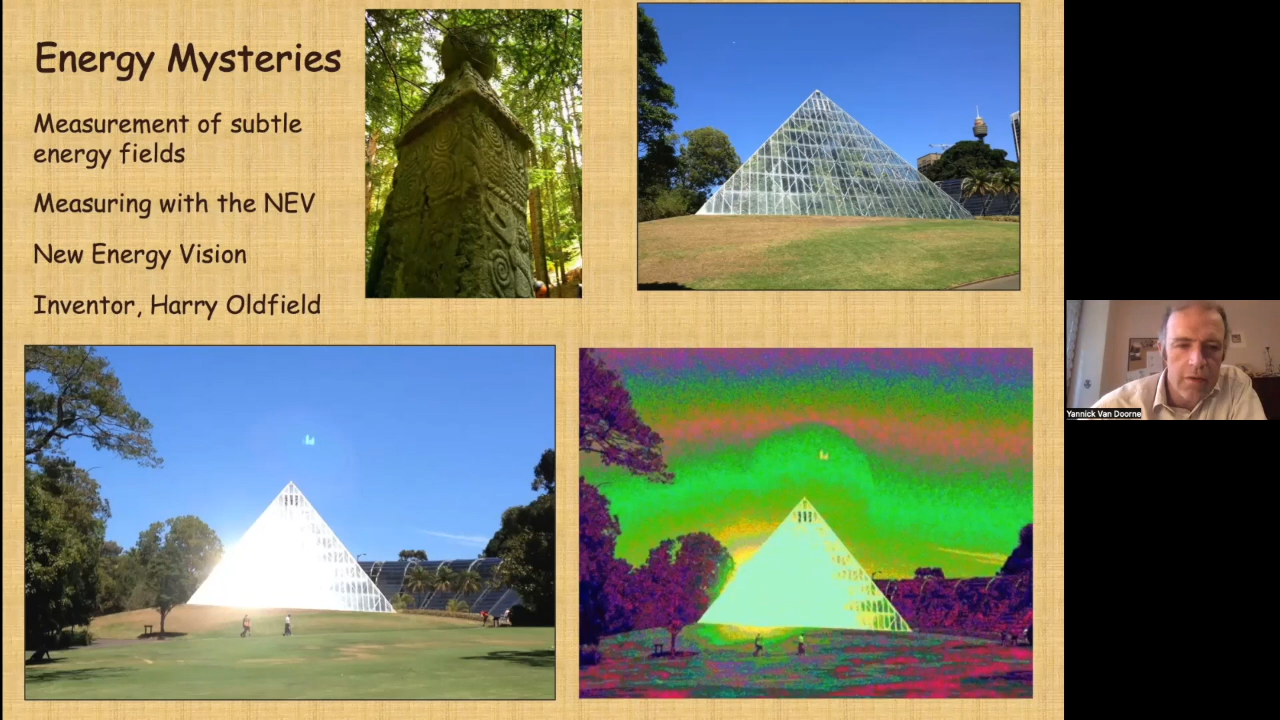 Energy Mysteries
Measurement of subtle
energy fields
Measuring with the NEV
New Energy Vision
Inventor, Harry Oldfield
Yannick Van Doorne